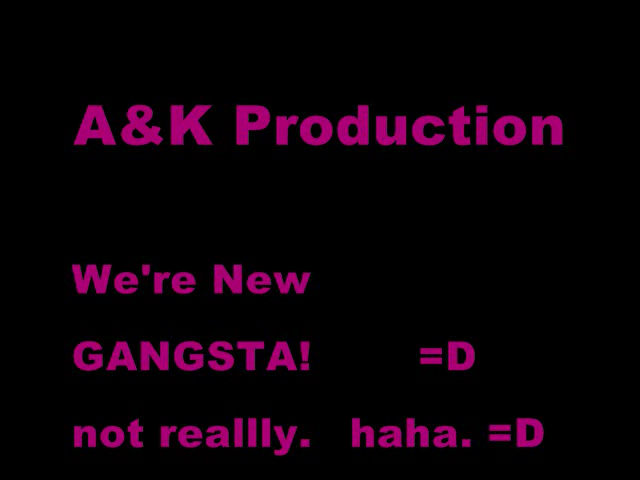 A&K Production
We're New
GANGSTA! =D
not reallly. haha. =D